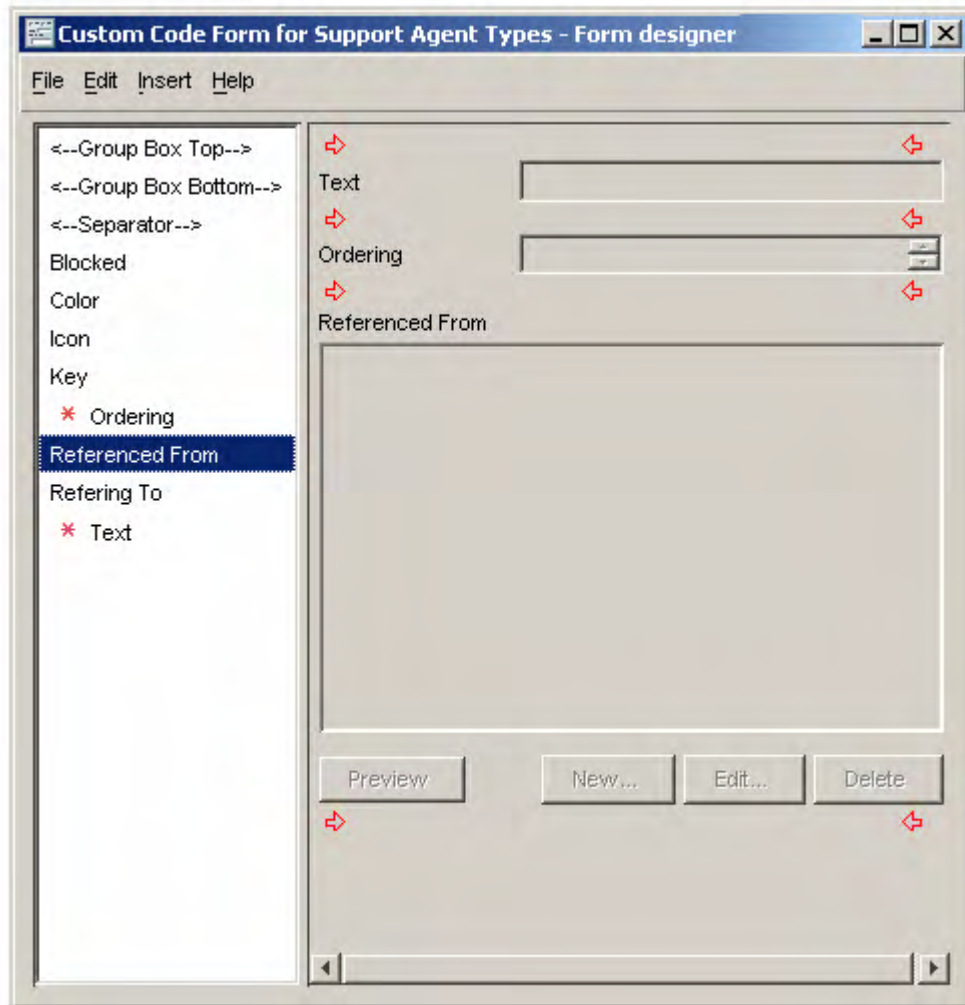 Custom Code Form for Support Agent Types - Form designer
File Edit Insert Help
<--Group Box Top-->
<--Group Box Bottom-->
<--Separator-->
Blocked
Color
Icon
Key
* Ordering
Referenced From
Refering To
* Text
Text
Ordering
Referenced From
Preview New... Edit... Delete